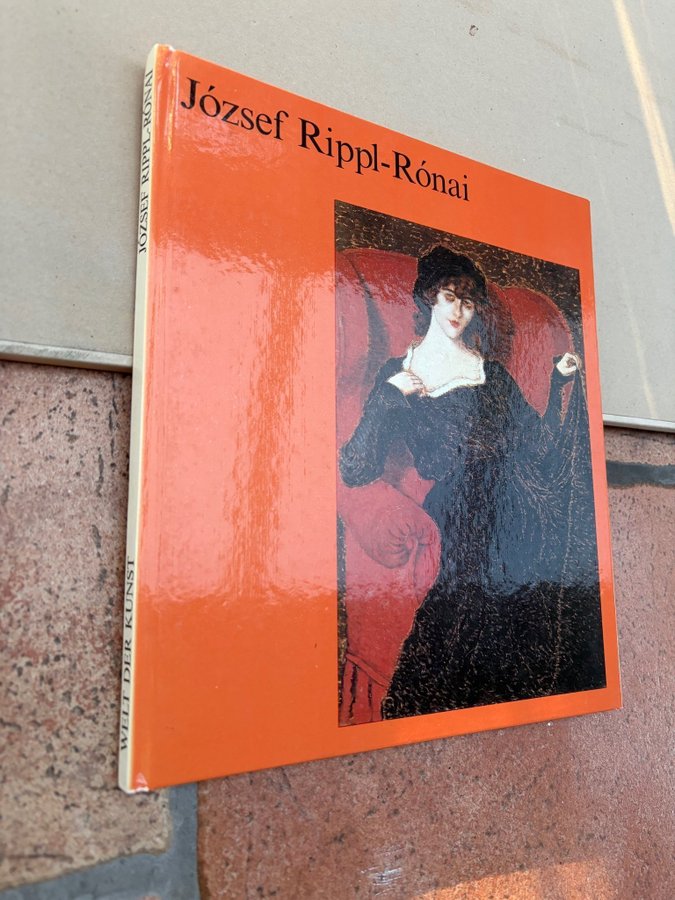 József Rippl-Rónai
JÓZSEF RIPPL-RÓNAI
WELT DER KUNST